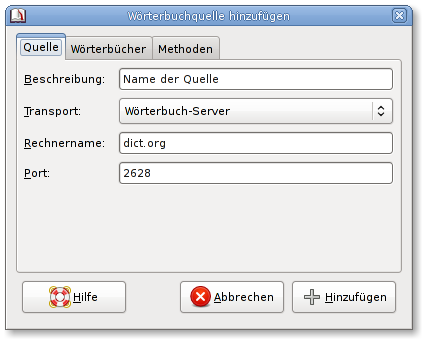 Wörterbuchquelle hinzufügen
Quelle Wörterbücher Methoden
Beschreibung: Name der Quelle
Transport: Wörterbuch-Server
Rechnername: dict.org
Port: 2628
Hilfe Abbrechen Hinzufügen